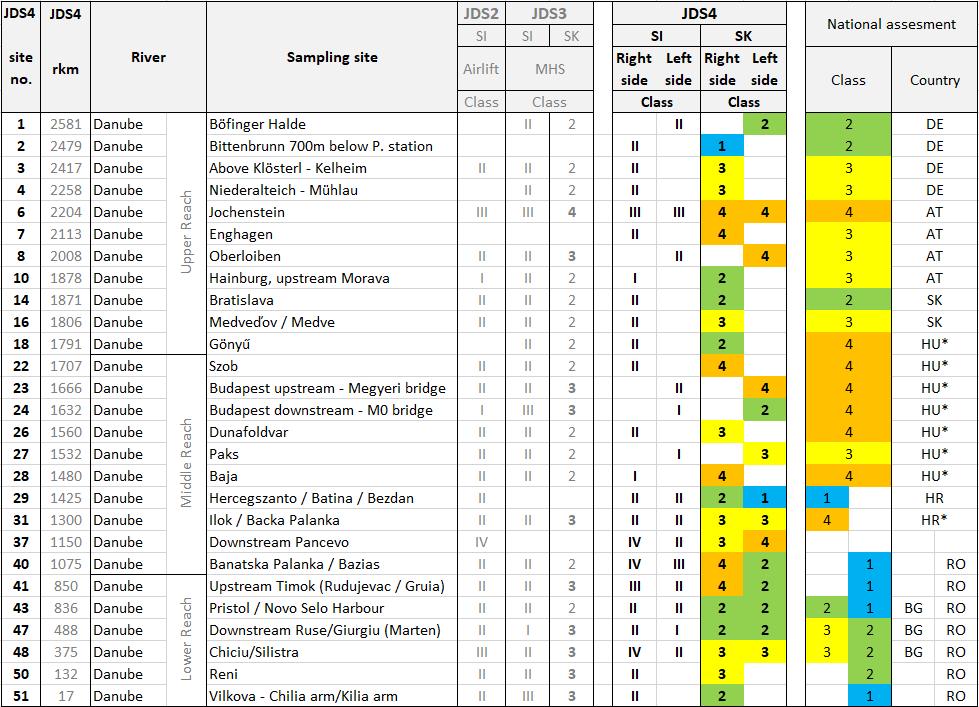 JDS4 JDS4 River Sampling site JDS2 JDS3 JDS4 National assesment
SI SI SK SI SK
site no. rkm Airlift MHS Right side Left side Right side Left side Class Country
Class Class Class Class
1 2581 Danube Böfinger Halde II 2 II 2 2 DE
2 2479 Danube Bittenbrunn 700m below P. station II 1 2 DE
3 2417 Danube Above Klösterl - Kelheim II II 2 II 3 3 DE
4 2258 Danube Niederalteich - Mühlau II 2 II 3 3 DE
6 2204 Danube Jochenstein III III 4 III III 4 4 4 AT
7 2113 Danube Enghagen II 4 3 AT
8 2008 Danube Oberloiben II II 3 II 4 3 AT
10 1878 Danube Hainburg, upstream Morava I II 2 I 2 3 AT
14 1871 Danube Bratislava II II 2 II 2 2 SK
16 1806 Danube Medveďov / Medve II II 2 II 3 3 SK
18 1791 Danube Gönyű II 2 II 2 4 HU*
Upper Reach
22 1707 Danube Szob II II 2 II 4 4 HU*
23 1666 Danube Budapest upstream - Megyeri bridge II II 3 II 4 4 HU*
24 1632 Danube Budapest downstream - M0 bridge I III 3 I 2 4 HU*
26 1560 Danube Dunafoldvar II II 2 II 3 4 HU*
27 1532 Danube Paks II II 2 I 3 3 HU*
28 1480 Danube Baja II II 2 I 4 4 HU*
29 1425 Danube Hercegszanto / Batina / Bezdan II II II 2 1 1 HR
31 1300 Danube Ilok / Backa Palanka II II 3 II II 3 3 4 HR*
37 1150 Danube Downstream Pancevo IV IV II 3 4
40 1075 Danube Banatska Palanka / Bazias II II 2 IV III 4 2 1 RO
Middle Reach
41 850 Danube Upstream Timok (Rudujevac / Gruia) II II 3 III II 4 2 1 RO
43 836 Danube Pristol / Novo Selo Harbour II II 2 II II 2 2 2 1 BG RO
47 488 Danube Downstream Ruse/Giurgiu (Marten) II I 3 II I 2 2 3 2 BG RO
48 375 Danube Chiciu/Silistra III II 3 IV II 3 3 3 2 BG RO
50 132 Danube Reni II II 3 II 3 2 RO
51 17 Danube Vilkova - Chilia arm/Kilia arm II III 3 II 2 1 RO
Lower Reach